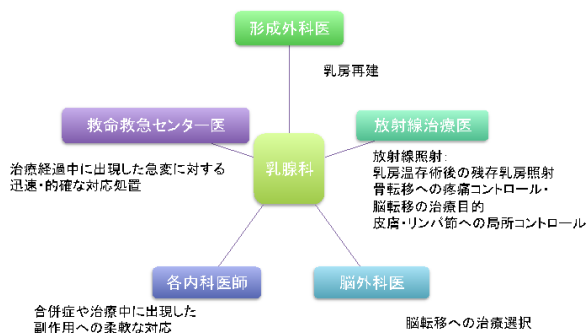 形成外科医
乳房再建
救命救急センター医
治療経過中に出現した急変に対する
迅速・的確な対応処置
乳腺科
放射線治療医
放射線照射:
乳房温存術後の残存乳房照射
骨転移への疼痛コントロール・
脳転移の治療目的
皮膚・リンパ節への局所コントロール
各内科医師
合併症や治療中に出現した
副作用への柔軟な対応
脳外科医
脳転移への治療選択